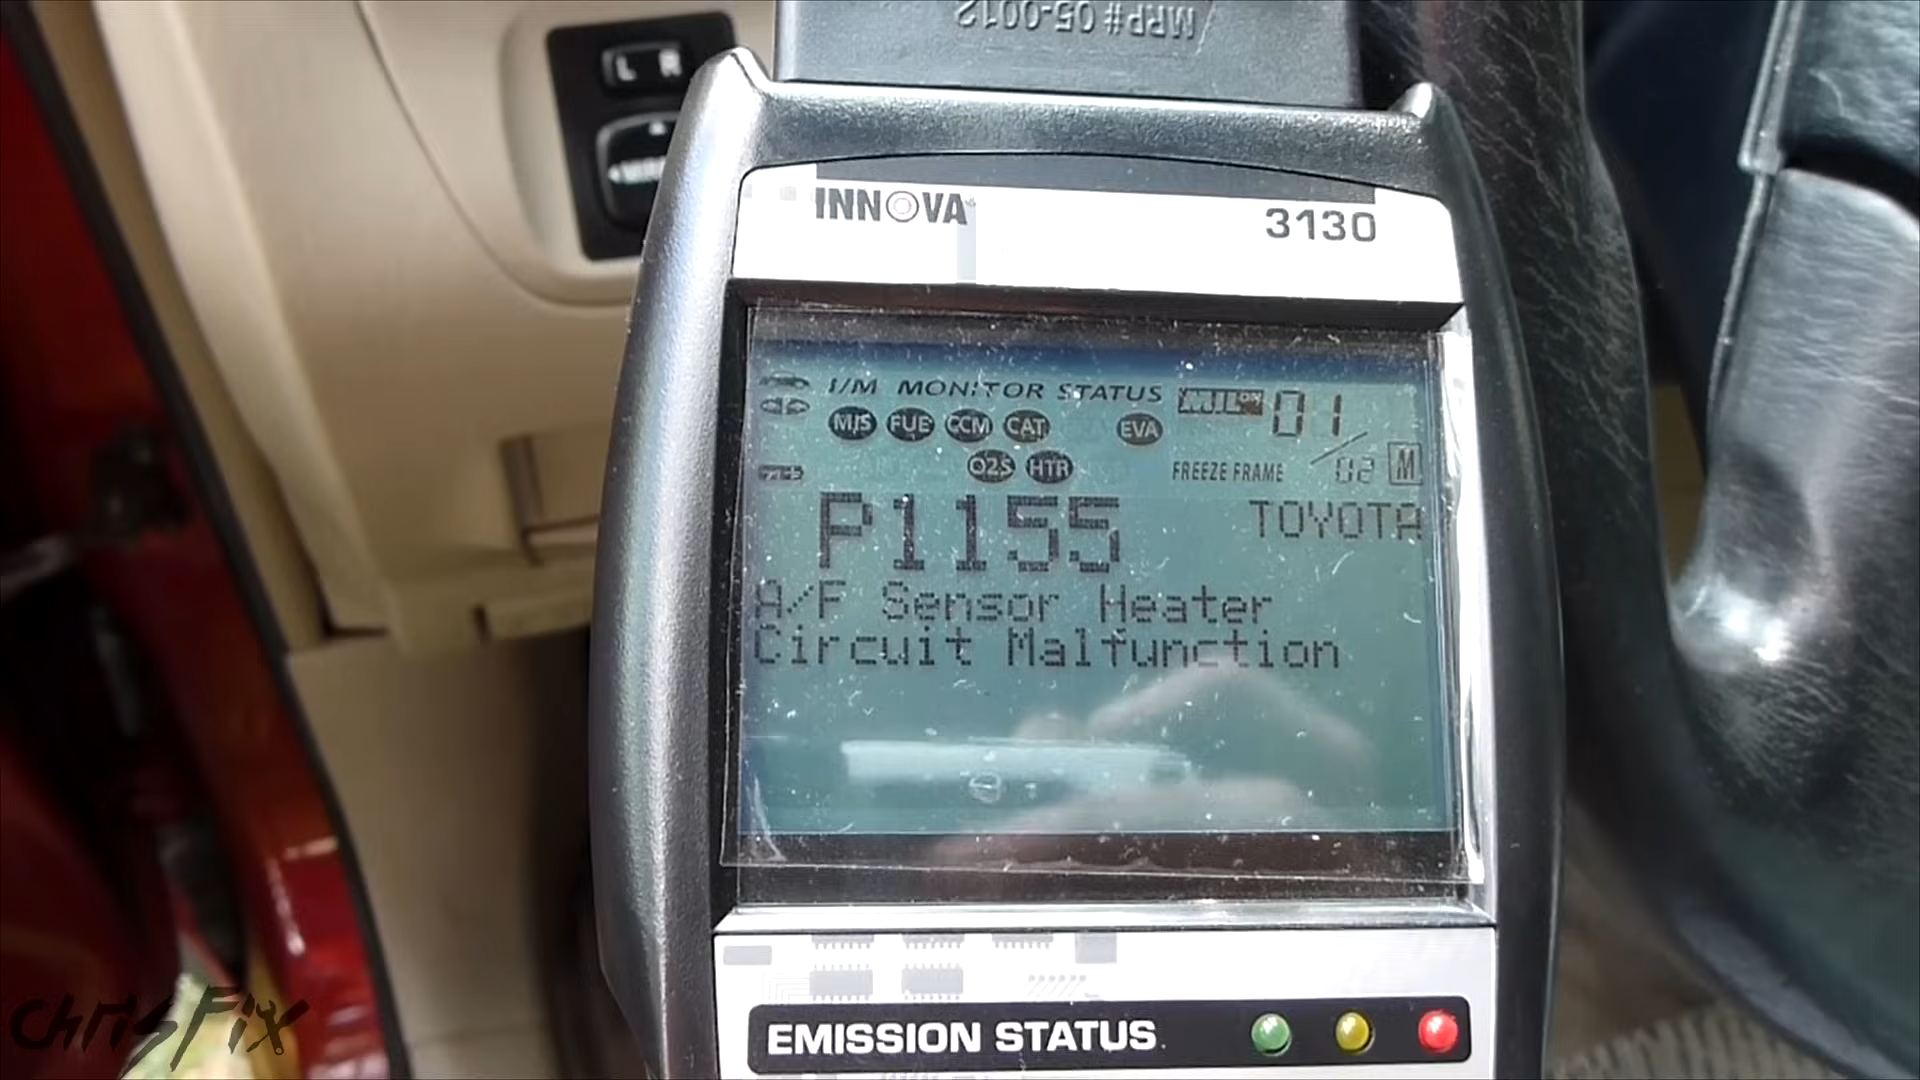 MRP# 05-0012
L R
INNOVA
3130
I/M MONITOR STATUS
MIL ON 01
M/S FUE CCM CAT EVA
O2S HTR
FREEZE FRAME 02 M
P1155
TOYOTA
A/F Sensor Heater
Circuit Malfunction
EMISSION STATUS
chrisFix